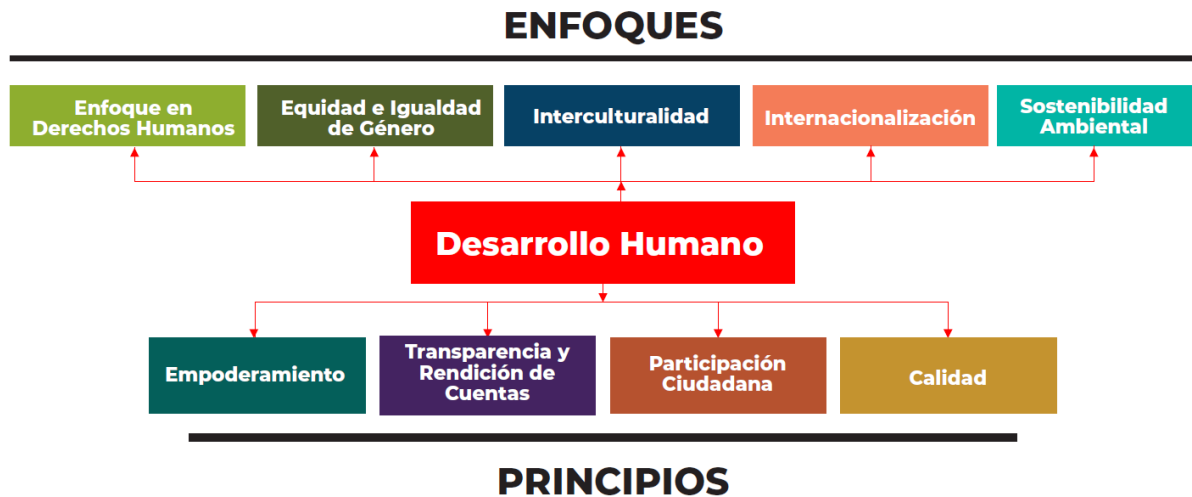 ENFOQUES
Enfoque en
Derechos Humanos
Equidad e Igualdad
de Género
Interculturalidad
Internacionalización
Sostenibilidad
Ambiental
Desarrollo Humano
Empoderamiento
Transparencia y
Rendición de
Cuentas
Participación
Ciudadana
Calidad
PRINCIPIOS